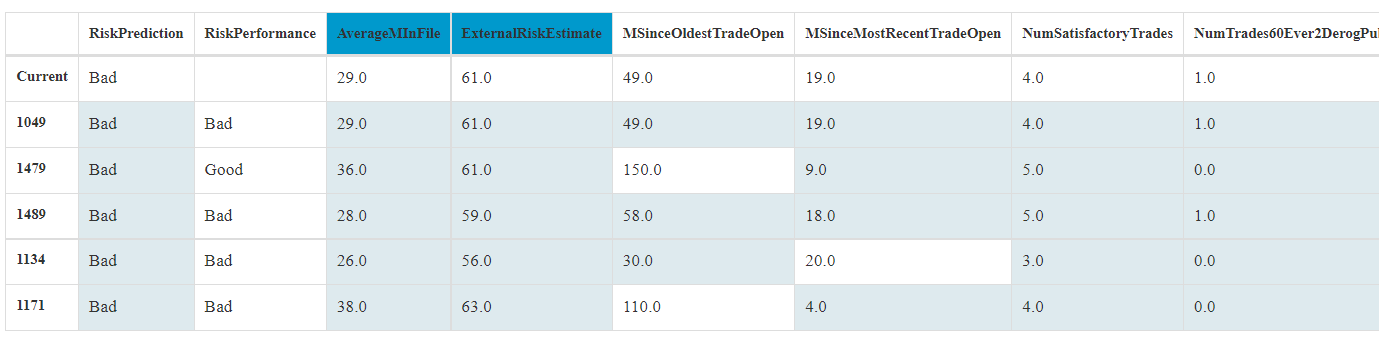 RiskPrediction RiskPerformance AverageMInFile ExternalRiskEstimate MSinceOldestTradeOpen MSinceMostRecentTradeOpen NumSatisfactoryTrades NumTrades60Ever2DerogPu
Current Bad 29.0 61.0 49.0 19.0 4.0 1.0
1049 Bad Bad 29.0 61.0 49.0 19.0 4.0 1.0
1479 Bad Good 36.0 61.0 150.0 9.0 5.0 0.0
1489 Bad Bad 28.0 59.0 58.0 18.0 5.0 1.0
1134 Bad Bad 26.0 56.0 30.0 20.0 3.0 0.0
1171 Bad Bad 38.0 63.0 110.0 4.0 4.0 0.0